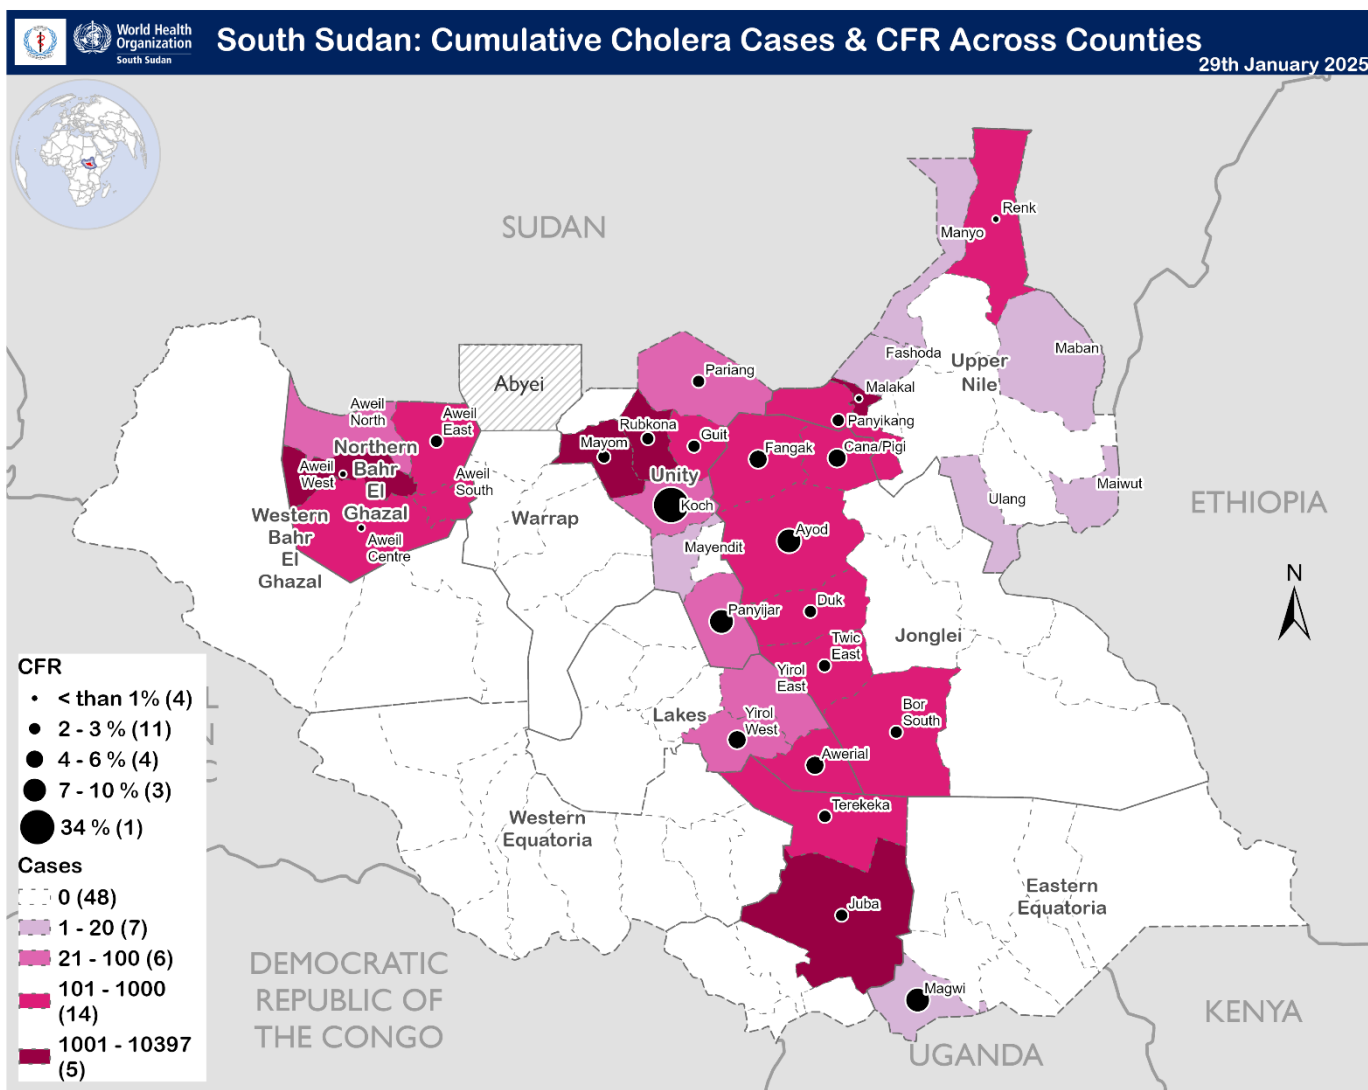 World Health
Organization
South Sudan
South Sudan: Cumulative Cholera Cases & CFR Across Counties
29th January 2025
SUDAN
Renk
Manyo
Fashoda
Upper
Nile
Maban
Abyei
Pariang
Malakal
Panyikang
Aweil
North
Aweil
East
Northern
Bahr
El
Ghazal
Aweil
West
Aweil
South
Aweil
Centre
Western
Bahr
El
Ghazal
Rubkona
Mayom
Guit
Unity
Koch
Fangak
Cana/Pigi
Warrap
Mayendit
Ayod
Ulang
Maiwut
ETHIOPIA
N
Panyijar
Duk
Twic
East
Jonglei
Yirol
East
Lakes
Yirol
West
Bor
South
Awerial
Terekeka
Western
Equatoria
Juba
Eastern
Equatoria
Magwi
DEMOCRATIC
REPUBLIC OF
THE CONGO
UGANDA
KENYA
CFR
< than 1% (4)
2 - 3 % (11)
4 - 6 % (4)
7 - 10 % (3)
34 % (1)
Cases
0 (48)
1 - 20 (7)
21 - 100 (6)
101 - 1000
(14)
1001 - 10397
(5)